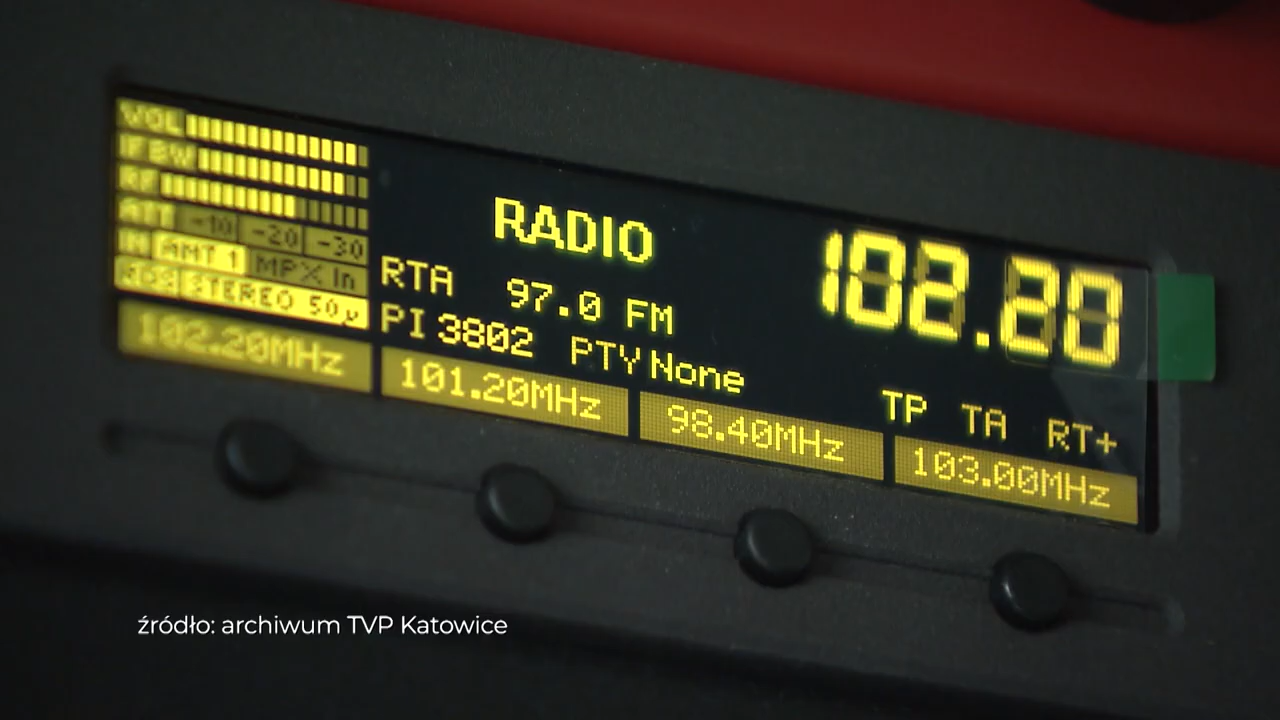 VOL
IF BW
RF
ATT -10 -20 -30
IN ANT 1 MPX In
RDS STEREO 50µ
RADIO
102.20
RTA 97.0 FM
PI 3802 PTY None
TP TA RT+
102.20MHz 101.20MHz 98.40MHz 103.00MHz
źródło: archiwum TVP Katowice